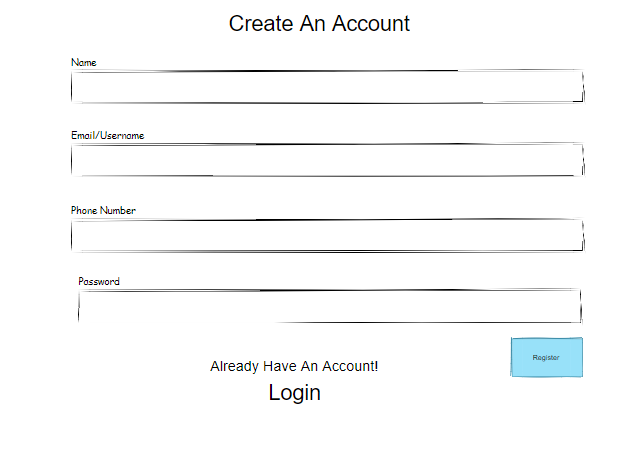 Create An Account
Name
Email/Username
Phone Number
Password
Register
Already Have An Account!
Login